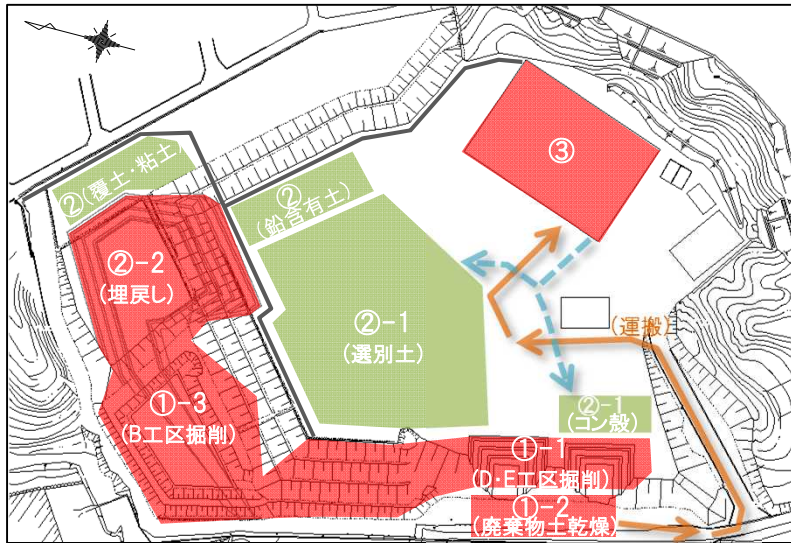 ③
②(覆土・粘土)
②
(鉛含有土)
②-2
(埋戻し)
②-1
(選別土)
(運搬)
①-3
(B工区掘削)
②-1
(コン殻)
①-1
(D・E工区掘削)
①-2
(廃棄物土乾燥)